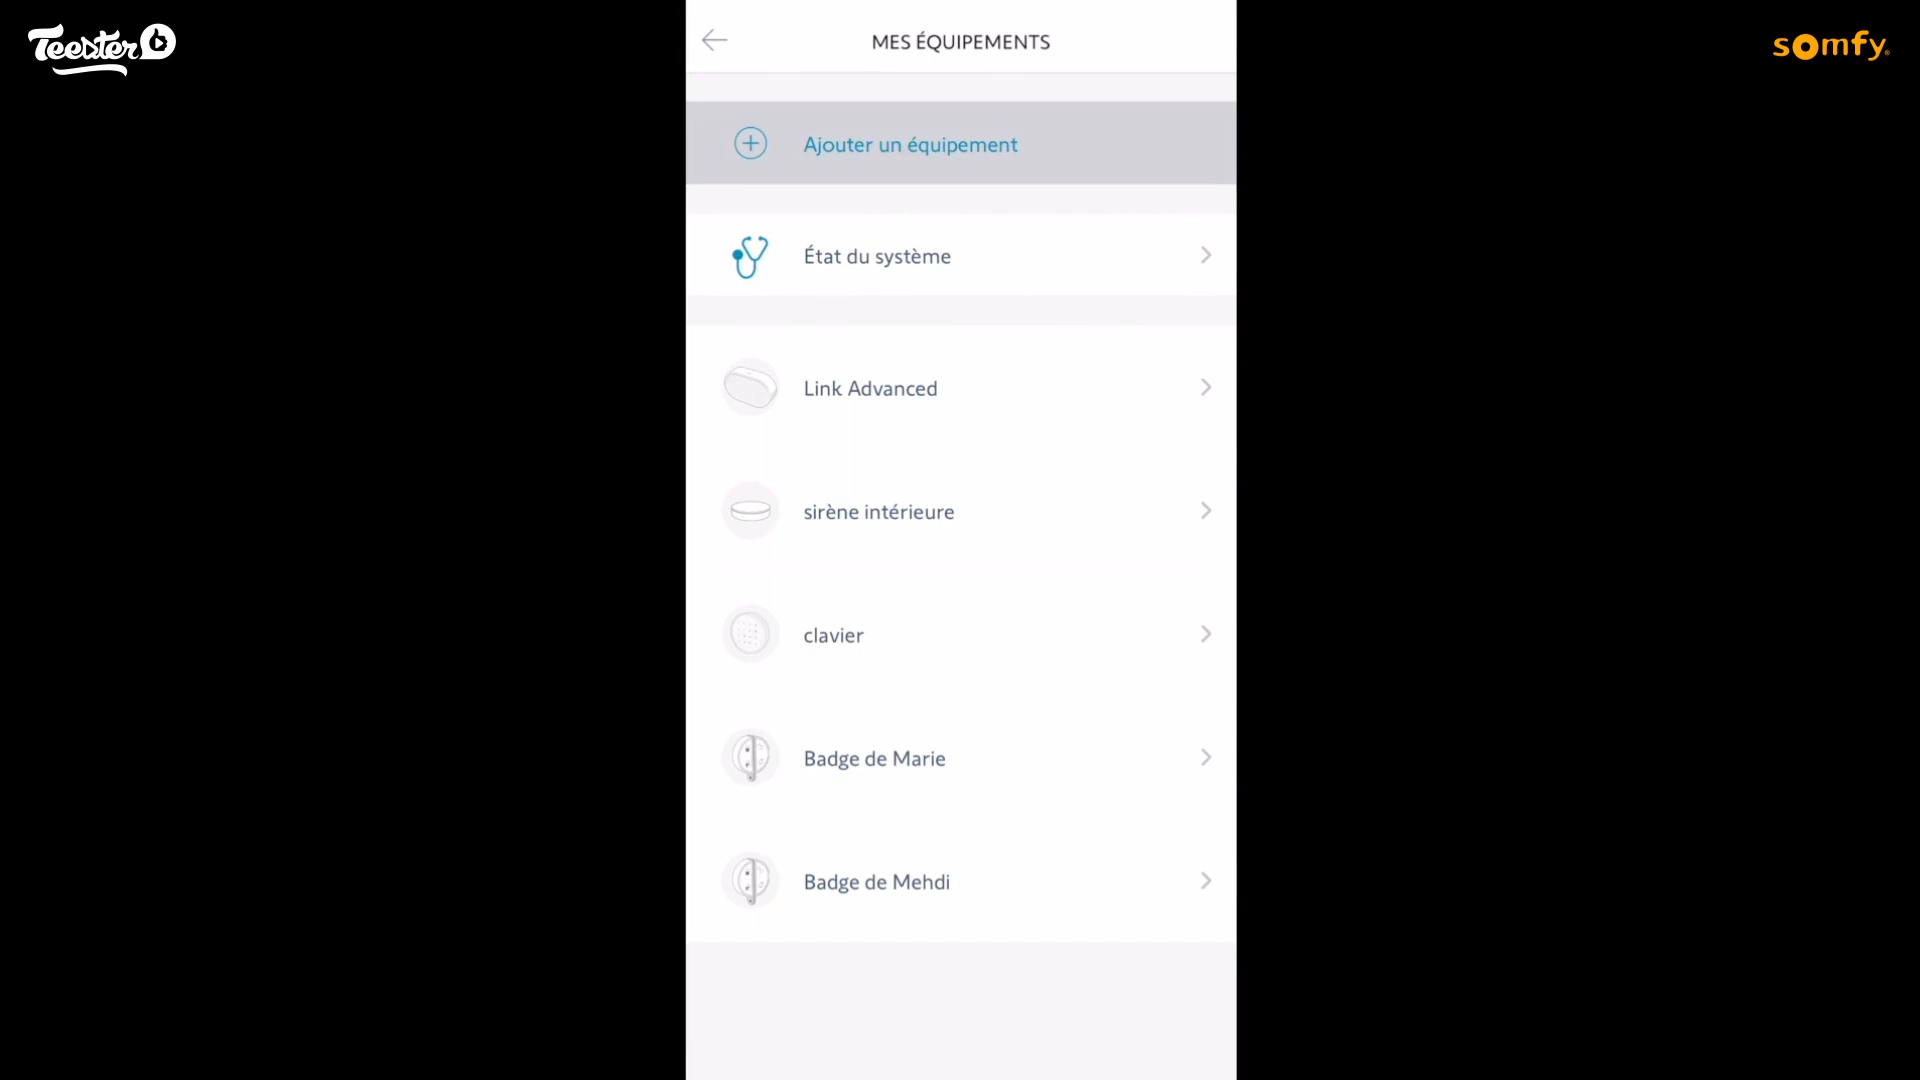 Teester
somfy
MES ÉQUIPEMENTS
Ajouter un équipement
État du système
Link Advanced
sirène intérieure
clavier
Badge de Marie
Badge de Mehdi